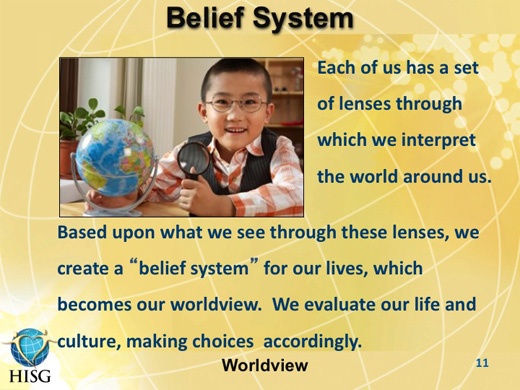 Belief System
Each of us has a set
of lenses through
which we interpret
the world around us.
Based upon what we see through these lenses, we
create a “belief system” for our lives, which
becomes our worldview.  We evaluate our life and
culture, making choices  accordingly.
Worldview
11
HISG